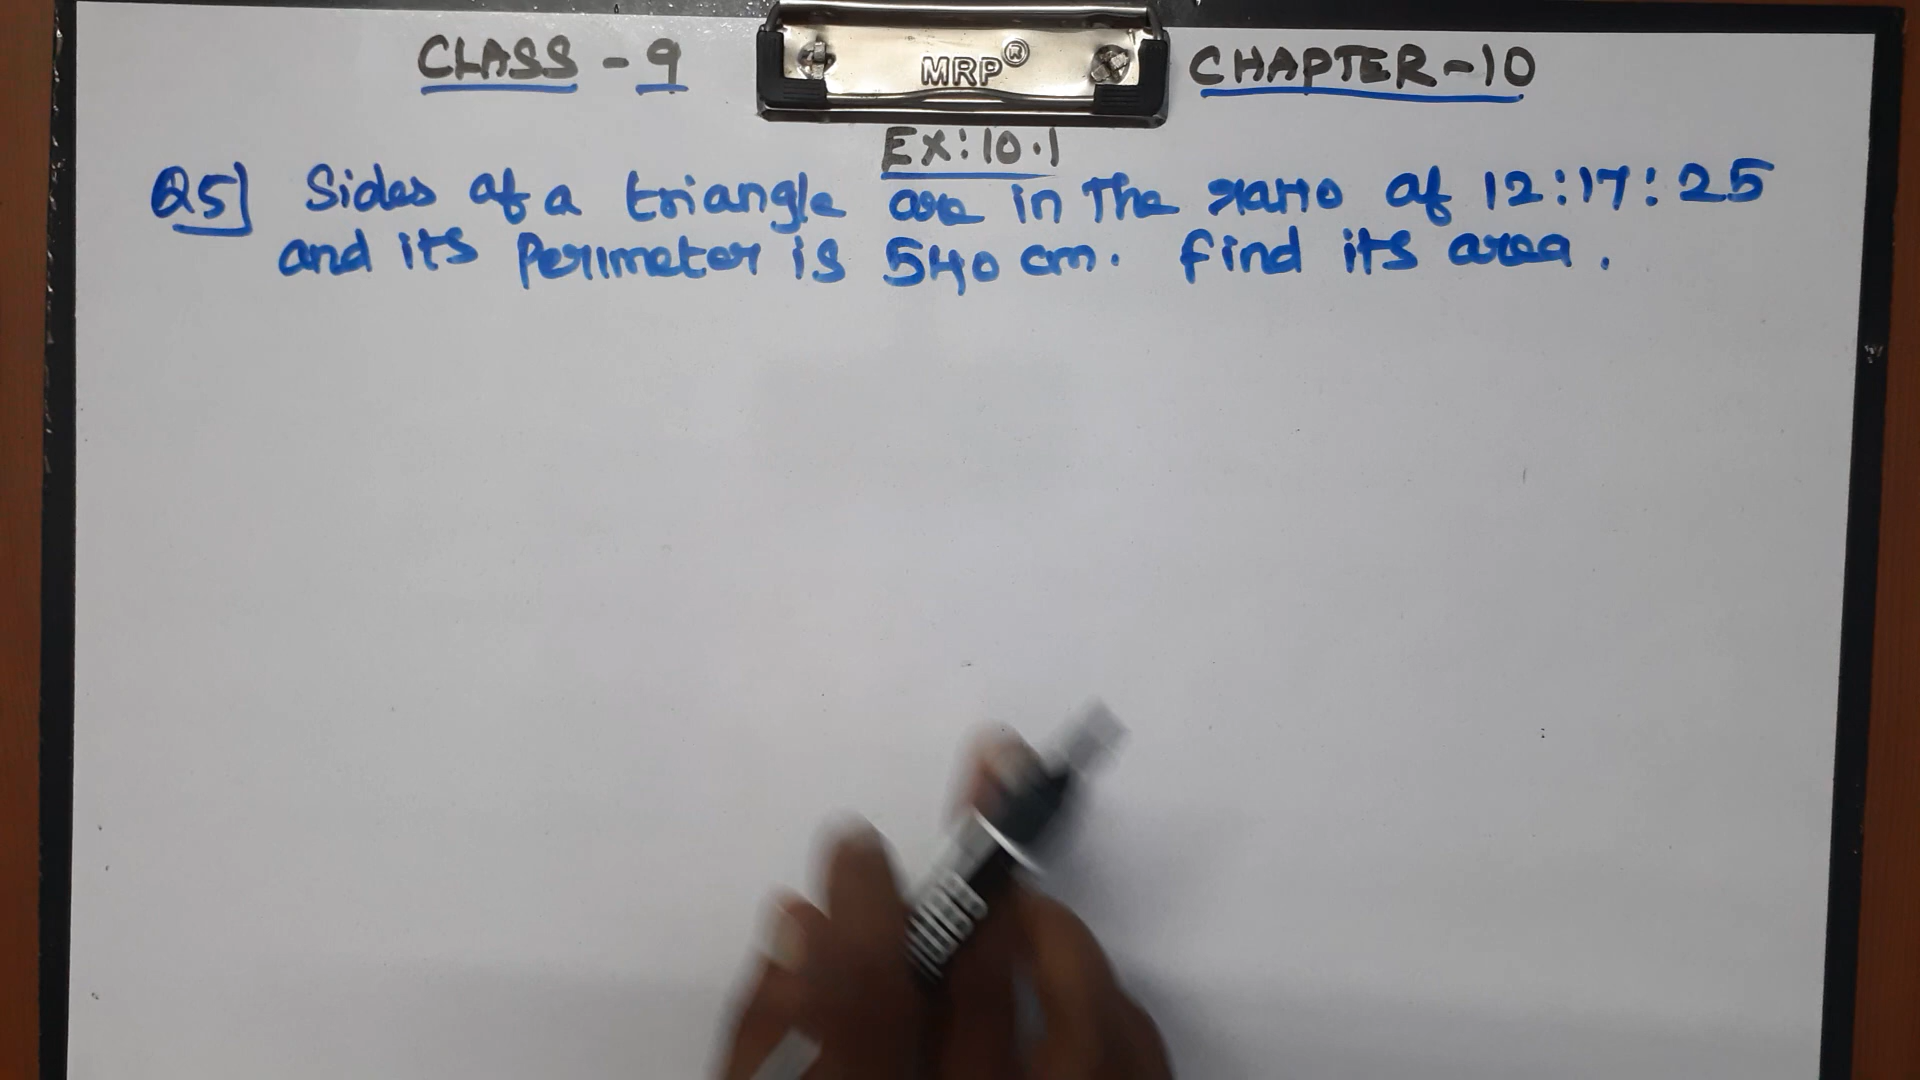 CLASS - 9
MRP®
CHAPTER-10
Ex: 10.1
Q5] Sides of a triangle are in the ratio of 12:17:25
and its Perimeter is 540 cm. find its area.